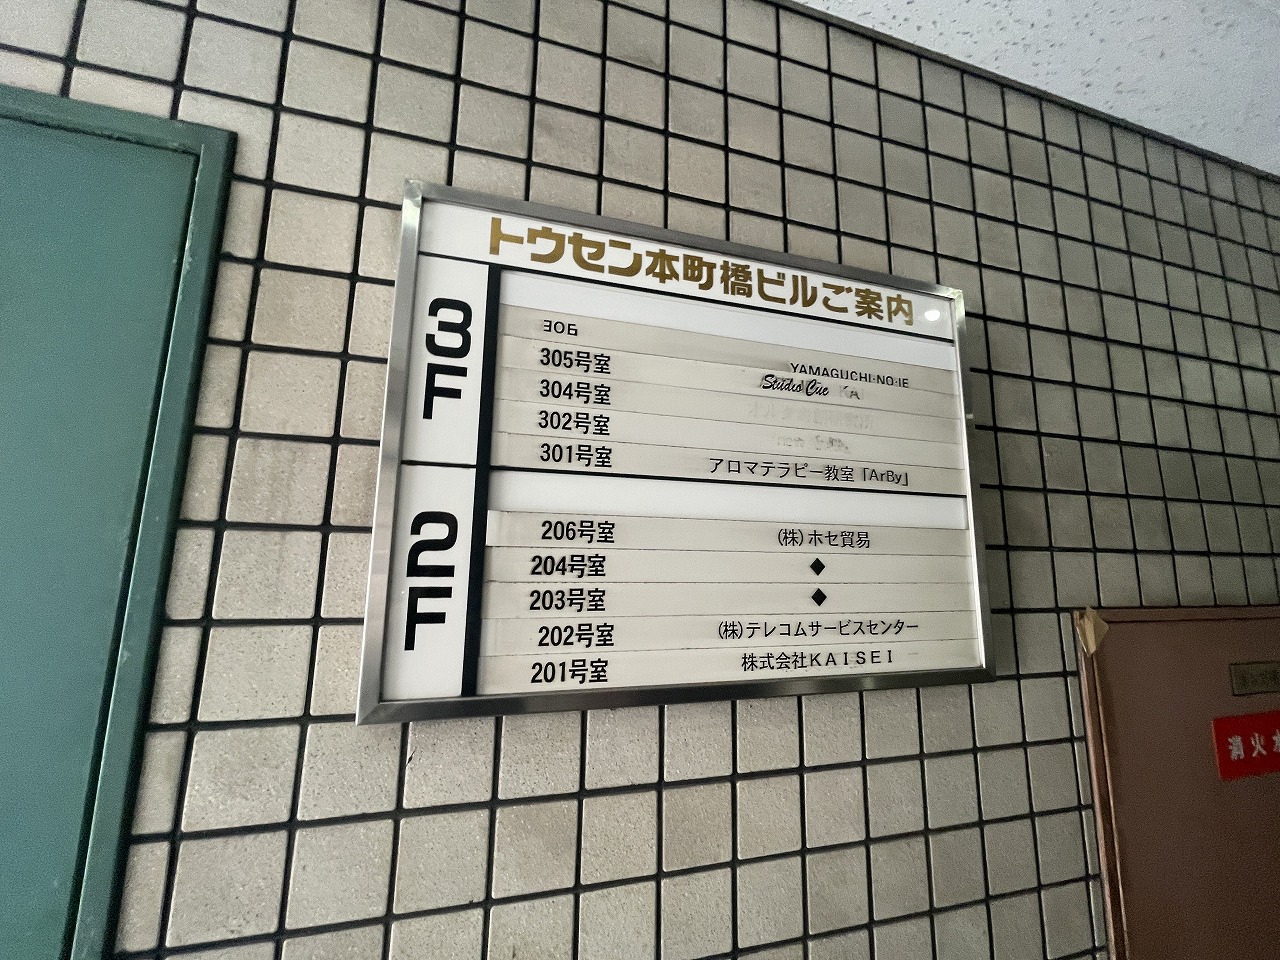 トウセン本町橋ビルご案内
3F
306
305号室 YAMAGUCHI-NO-IE
304号室 Studio Cue KA
302号室
301号室 アロマテラピー教室「ArBy」
2F
206号室 (株)ホセ貿易
204号室 ◆
203号室 ◆
202号室 (株)テレコムサービスセンター
201号室 株式会社KAISEI
消火